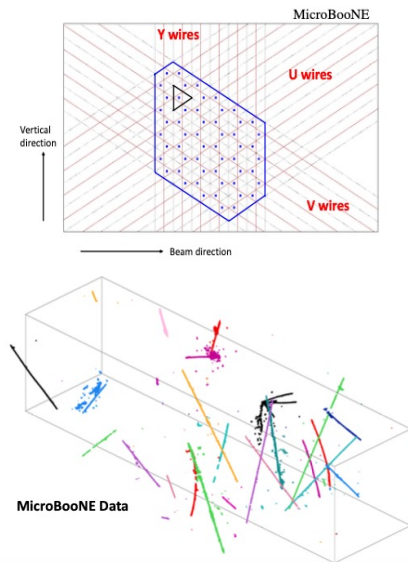 MicroBooNE
Y wires
U wires
Vertical
direction
V wires
Beam direction
MicroBooNE Data